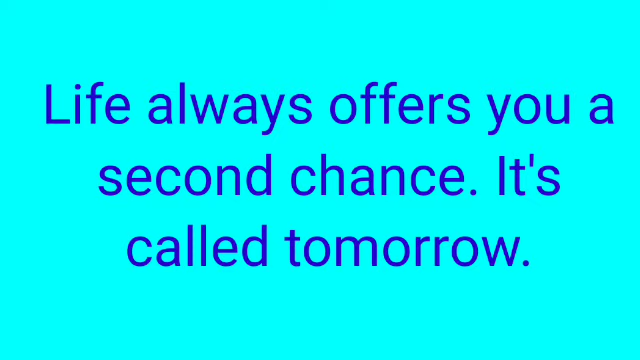 Life always offers you a
second chance. It's
called tomorrow.